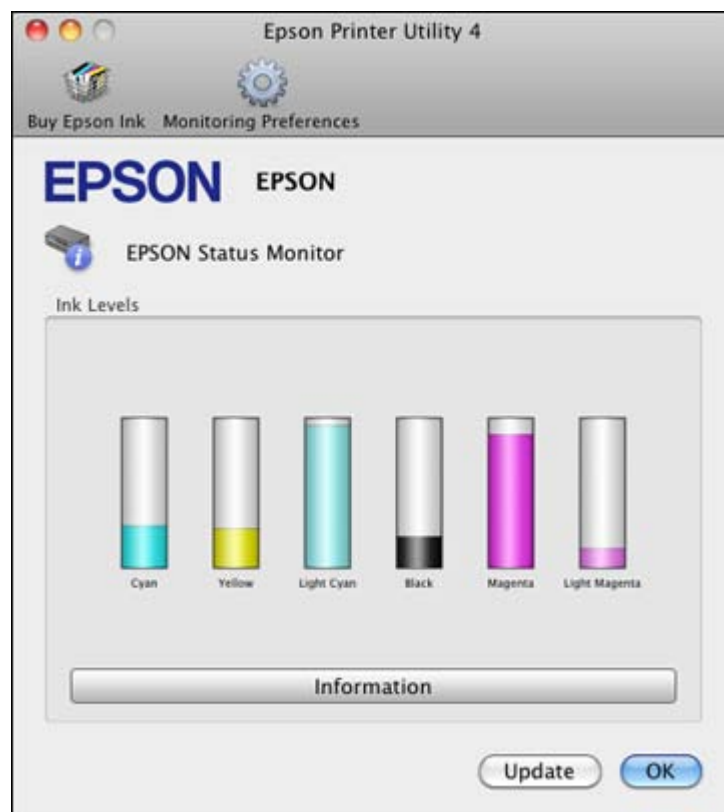 Epson Printer Utility 4
Buy Epson Ink Monitoring Preferences
EPSON EPSON
EPSON Status Monitor
Ink Levels
Cyan Yellow Light Cyan Black Magenta Light Magenta
Information
Update OK